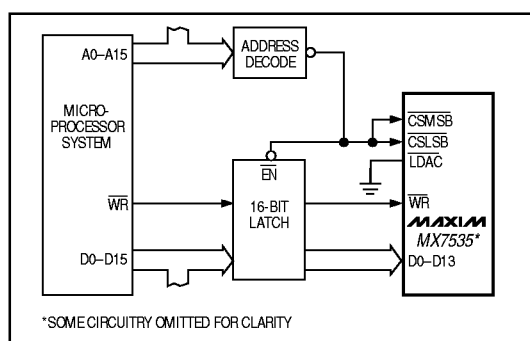 A0–A15
ADDRESS
DECODE
MICRO-
PROCESSOR
SYSTEM
CSMSB
CSLSB
LDAC
EN
WR
16-BIT
LATCH
WR
MAXIM
MX7535*
D0–D15
D0–D13
*SOME CIRCUITRY OMITTED FOR CLARITY